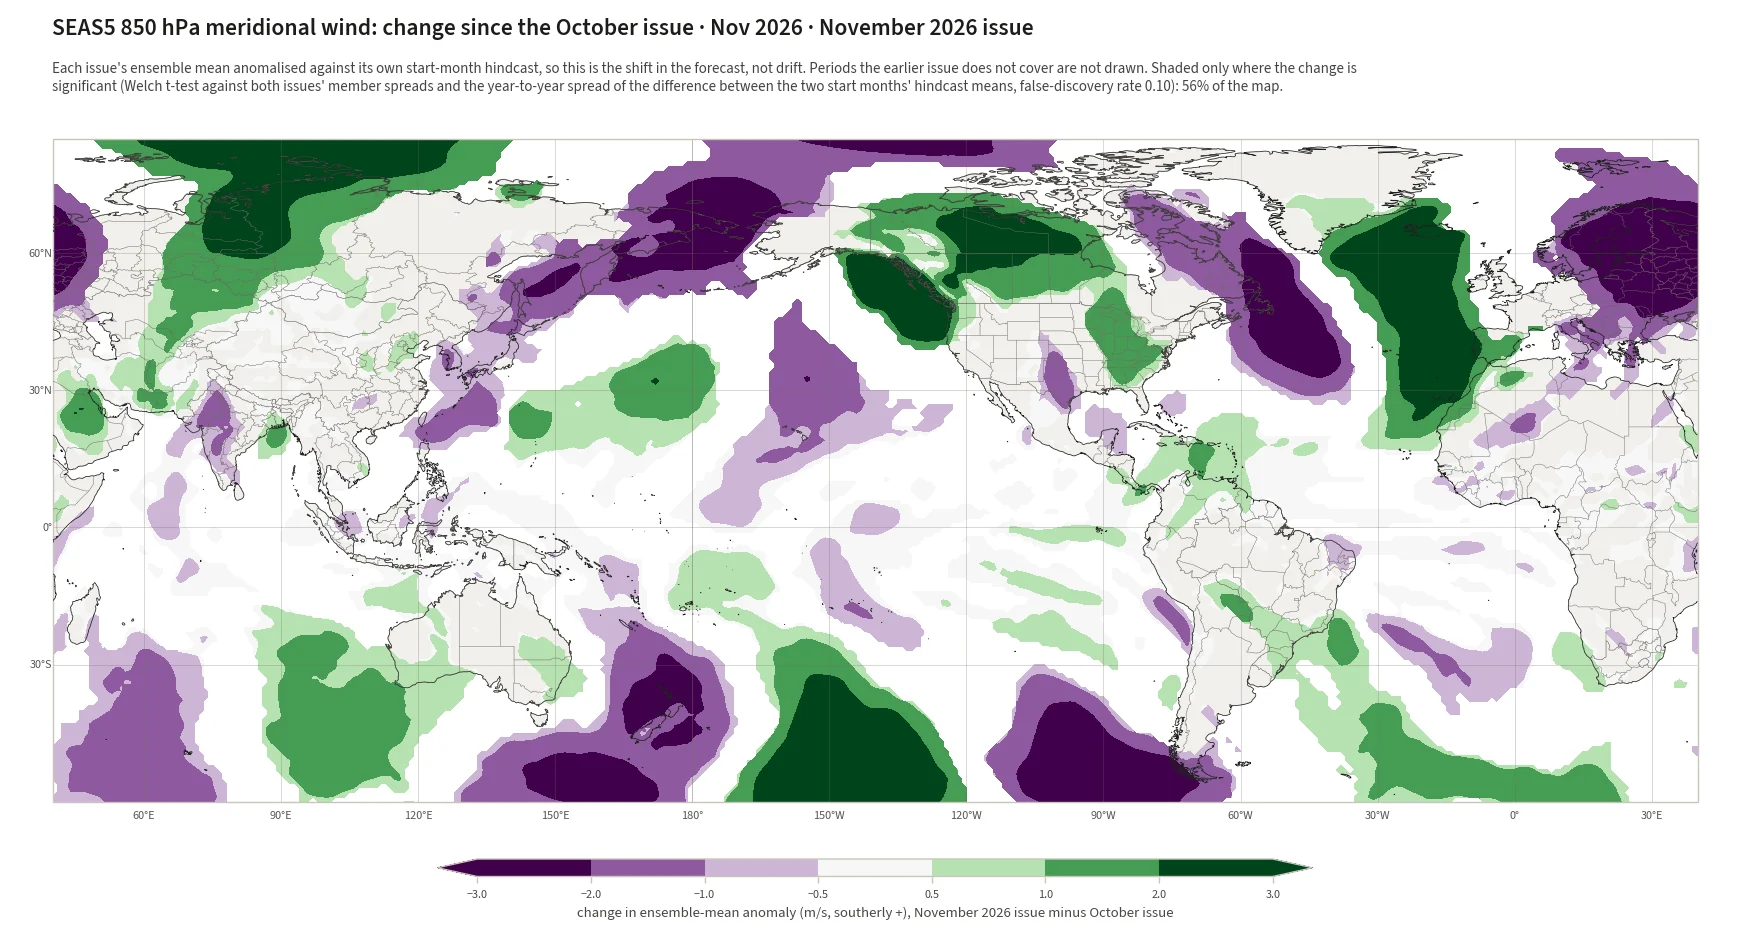 SEAS5 850 hPa meridional wind: change since the October issue · Nov 2026 · November 2026 issue
Each issue's ensemble mean anomalised against its own start-month hindcast, so this is the shift in the forecast, not drift. Periods the earlier issue does not cover are not drawn. Shaded only where the change is
significant (Welch t-test against both issues' member spreads and the year-to-year spread of the difference between the two start months' hindcast means, false-discovery rate 0.10): 56% of the map.
60°N
30°N
0°
30°S
60°E 90°E 120°E 150°E 180° 150°W 120°W 90°W 60°W 30°W 0° 30°E
−3.0 −2.0 −1.0 −0.5 0.5 1.0 2.0 3.0
change in ensemble-mean anomaly (m/s, southerly +), November 2026 issue minus October issue